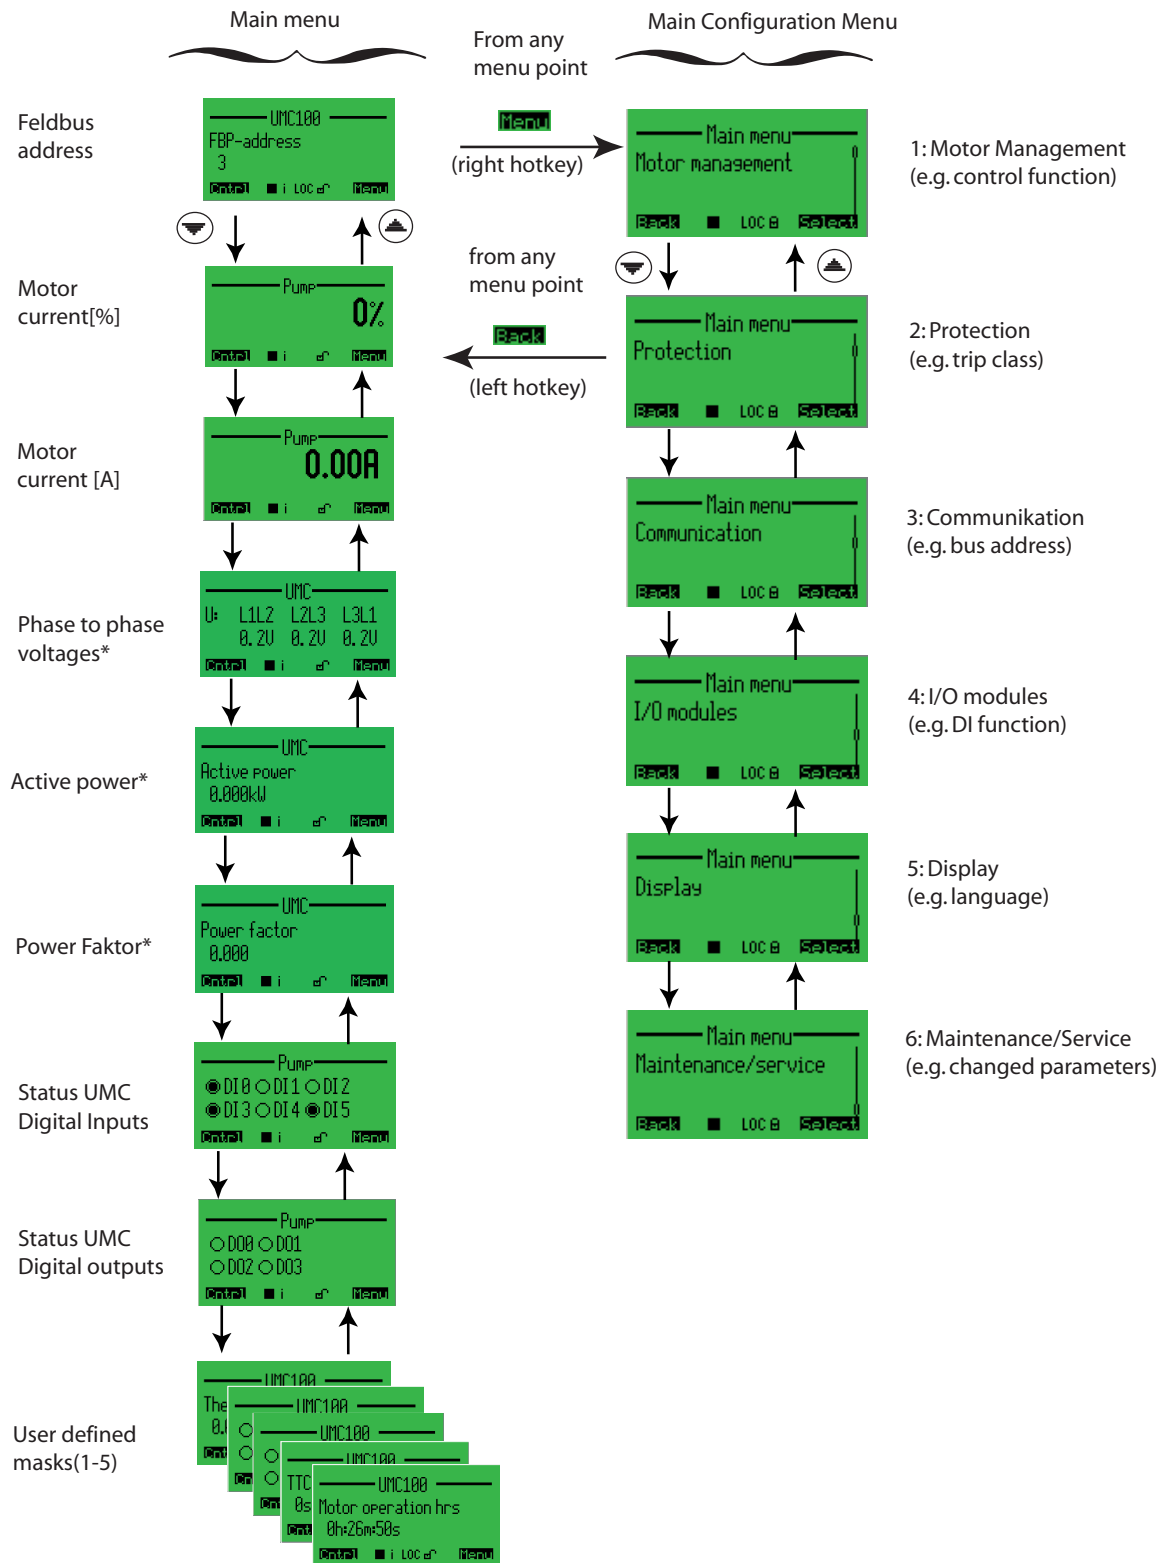 Main menu
Main Configuration Menu
From any
menu point
Feldbus
address
UMC100
FBP-address
3
Cntrl i LOC Menu
Menu
(right hotkey)
Main menu
Motor management
Back LOC Select
1: Motor Management
(e.g. control function)
Motor
current[%]
Pump
0%
Cntrl i Menu
from any
menu point
Back
(left hotkey)
Main menu
Protection
Back LOC Select
2: Protection
(e.g. trip class)
Motor
current [A]
Pump
0.00A
Cntrl i Menu
Main menu
Communication
Back LOC Select
3: Communikation
(e.g. bus address)
Phase to phase
voltages*
UMC
U: L1L2 L2L3 L3L1
0.2V 0.2V 0.2V
Cntrl i Menu
Main menu
I/O modules
Back LOC Select
4: I/O modules
(e.g. DI function)
Active power*
UMC
Active power
0.000kW
Cntrl i Menu
Main menu
Display
Back LOC Select
5: Display
(e.g. language)
Power Faktor*
UMC
Power factor
0.000
Cntrl i Menu
Main menu
Maintenance/service
Back LOC Select
6: Maintenance/Service
(e.g. changed parameters)
Status UMC
Digital Inputs
Pump
DI0 DI1 DI2
DI3 DI4 DI5
Cntrl i Menu
Status UMC
Digital outputs
Pump
DO0 DO1
DO2 DO3
Cntrl i Menu
User defined
masks(1-5)
UMC100
The
UMC100
UMC100
UMC100
TTC
0s
UMC100
Motor operation hrs
0h:26m:50s
Cntrl i LOC Menu